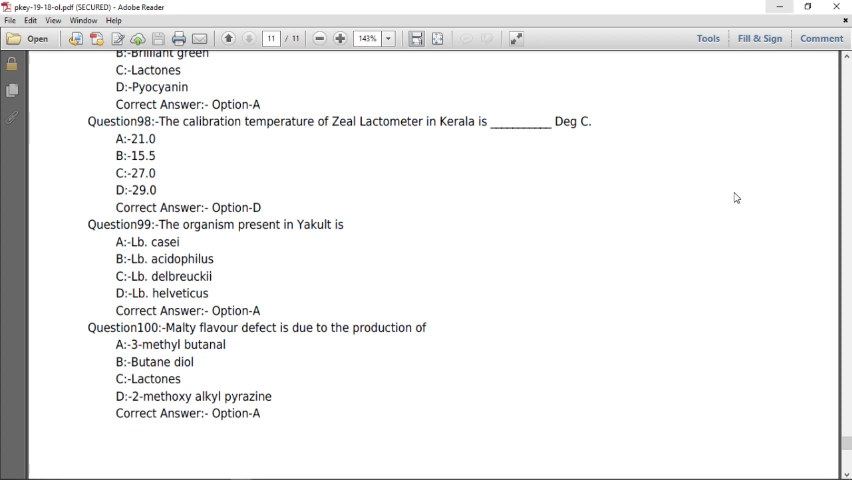 pkey-19-18-ol.pdf (SECURED) - Adobe Reader
File Edit View Window Help
Open 11 / 11 143% Tools Fill & Sign Comment
B:-Brilliant green
C:-Lactones
D:-Pyocyanin
Correct Answer:- Option-A
Question98:-The calibration temperature of Zeal Lactometer in Kerala is ___________ Deg C.
A:-21.0
B:-15.5
C:-27.0
D:-29.0
Correct Answer:- Option-D
Question99:-The organism present in Yakult is
A:-Lb. casei
B:-Lb. acidophilus
C:-Lb. delbreuckii
D:-Lb. helveticus
Correct Answer:- Option-A
Question100:-Malty flavour defect is due to the production of
A:-3-methyl butanal
B:-Butane diol
C:-Lactones
D:-2-methoxy alkyl pyrazine
Correct Answer:- Option-A